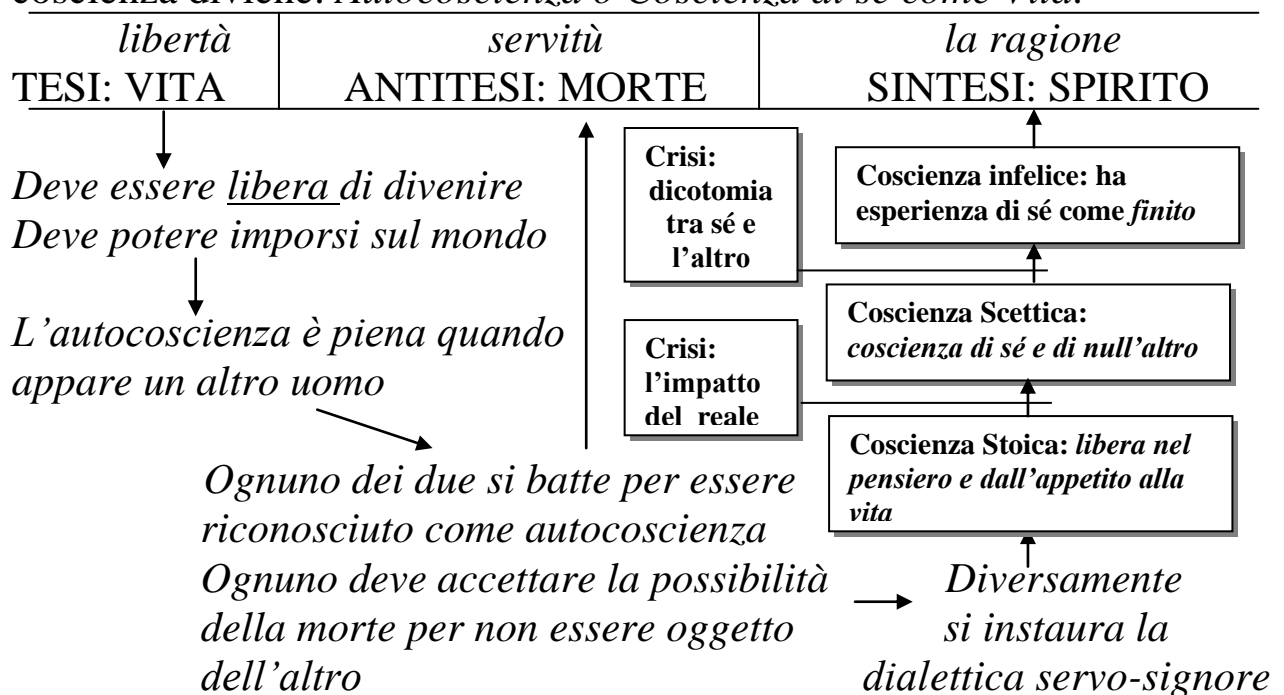 coscienza diviene: Autocoscienza o Coscienza di sé come Vita.
libertà
servitù
la ragione
TESI: VITA
ANTITESI: MORTE
SINTESI: SPIRITO
Deve essere libera di divenire
Deve potere imporsi sul mondo
L’autocoscienza è piena quando
appare un altro uomo
Ognuno dei due si batte per essere
riconosciuto come autocoscienza
Ognuno deve accettare la possibilità
della morte per non essere oggetto
dell’altro
Diversamente
si instaura la
dialettica servo-signore
Coscienza Stoica: libera nel
pensiero e dall’appetito alla
vita
Crisi:
l’impatto
del reale
Coscienza Scettica:
coscienza di sé e di null’altro
Crisi:
dicotomia
tra sé e
l’altro
Coscienza infelice: ha
esperienza di sé come finito